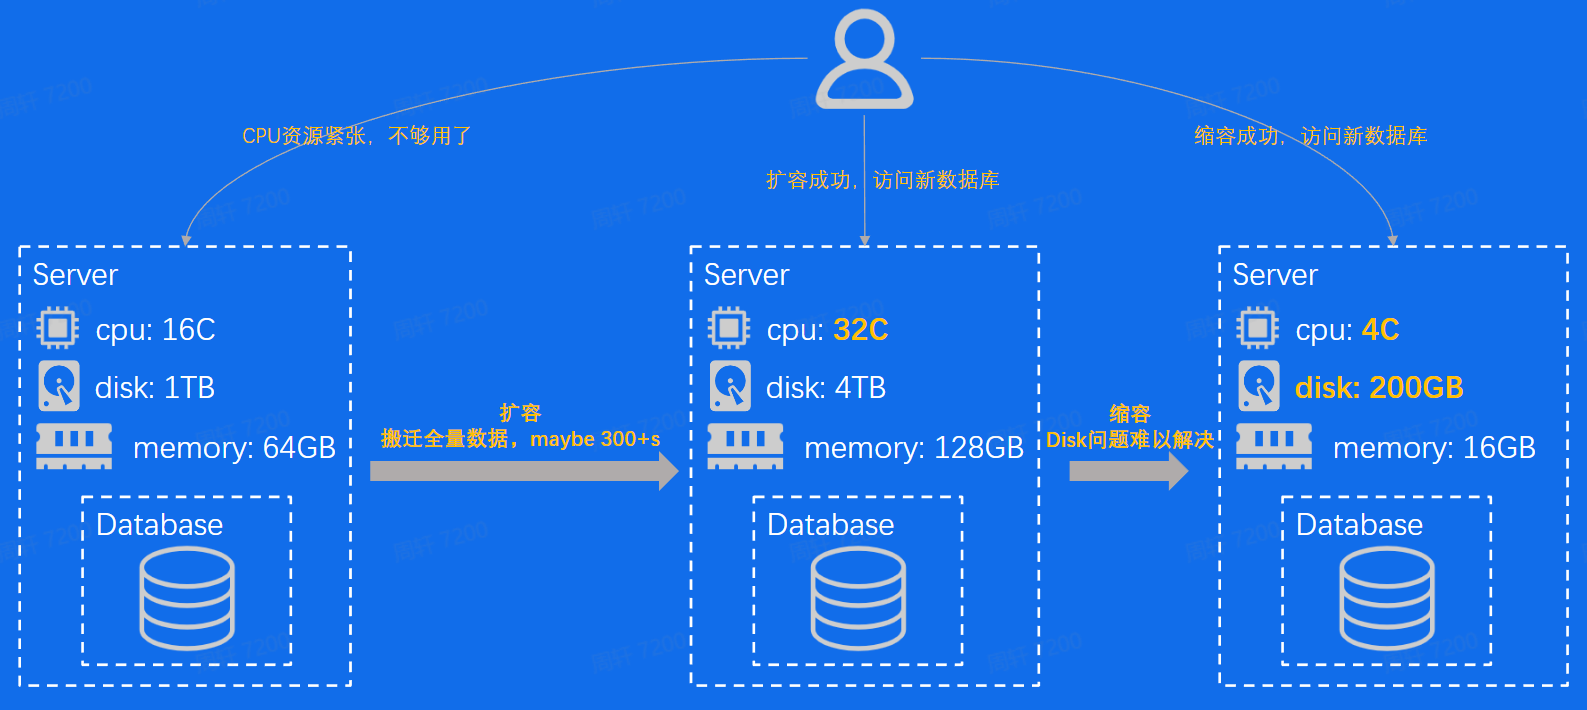 CPU资源紧张，不够用了
扩容成功，访问新数据库
缩容成功，访问新数据库
Server
cpu: 16C
disk: 1TB
memory: 64GB
Database
扩容
搬迁全量数据，maybe 300+s
Server
cpu: 32C
disk: 4TB
memory: 128GB
Database
缩容
Disk问题难以解决
Server
cpu: 4C
disk: 200GB
memory: 16GB
Database
周轩 7200